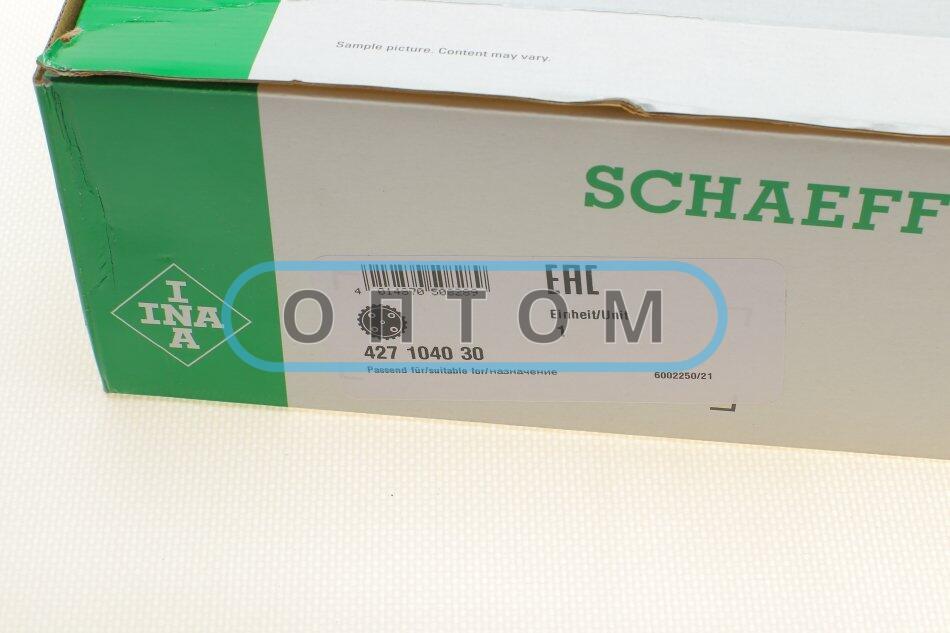 Sample picture. Content may vary.
SCHAEFF
EAC
INA
INA
ОПТОМ
Einheit/Unit
1
427 1040 30
Passend für/suitable for/назначение
6002250/21